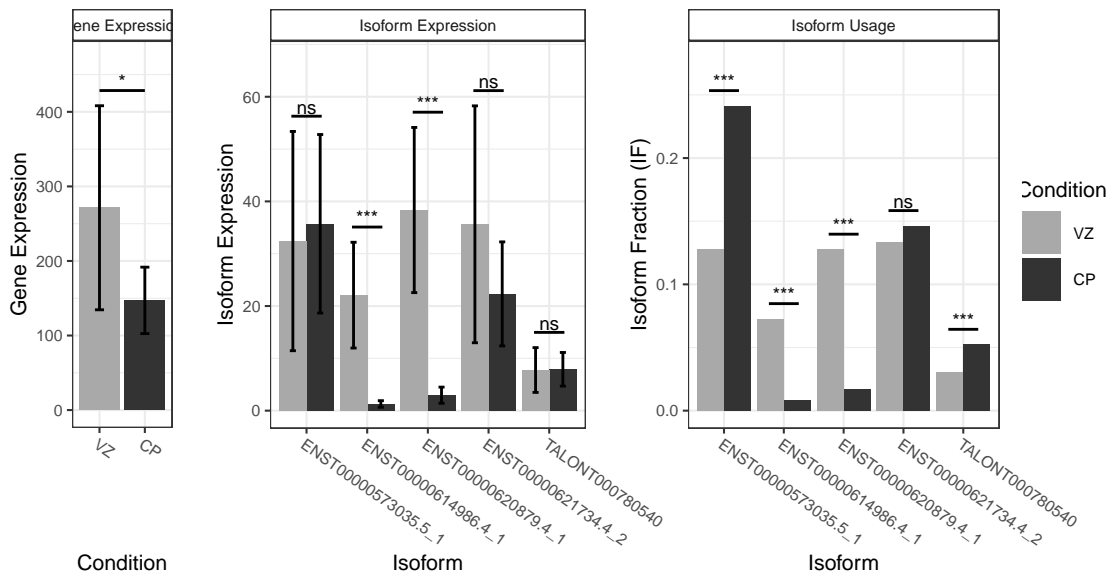 ene Expressio
Gene Expression
400
300
200
100
0
*
VZ
CP
Condition
Isoform Expression
Isoform Expression
60
40
20
0
ns
***
***
ns
ns
ENST00000573035.5_1
ENST00000614986.4_1
ENST00000620879.4_1
ENST00000621734.4_2
TALONT000780540
Isoform
Isoform Usage
Isoform Fraction (IF)
0.2
0.1
0.0
***
***
***
ns
***
ENST00000573035.5_1
ENST00000614986.4_1
ENST00000620879.4_1
ENST00000621734.4_2
TALONT000780540
Isoform
Condition
VZ
CP